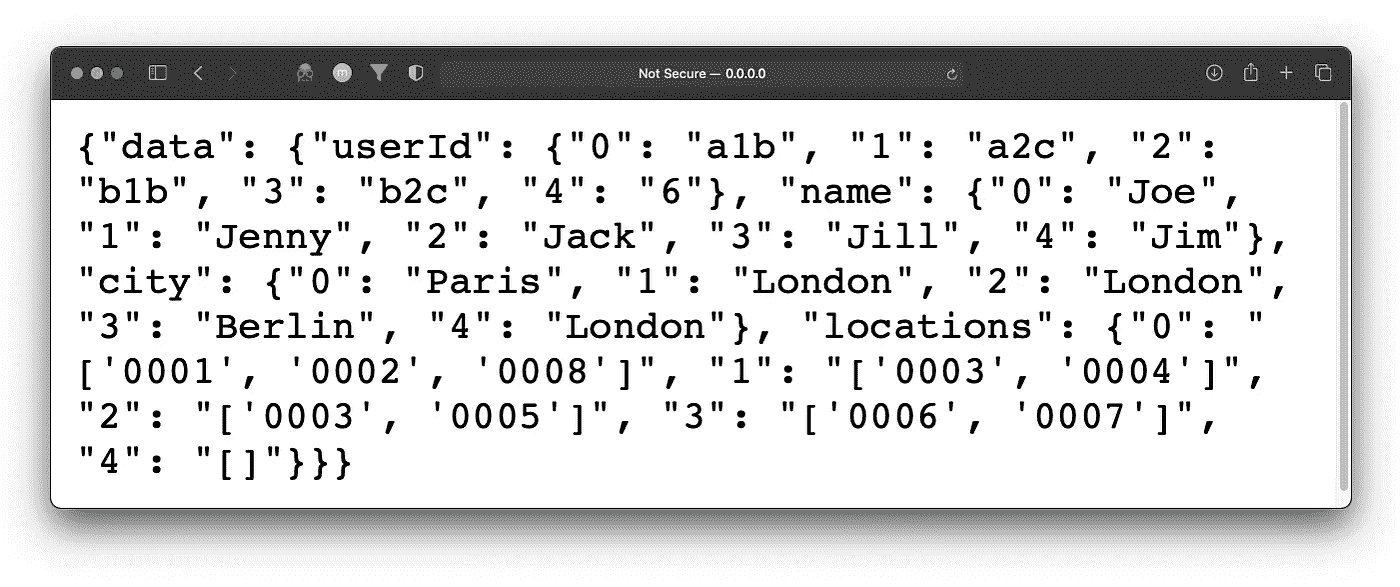 Not Secure — 0.0.0.0
{"data": {"userId": {"0": "a1b", "1": "a2c", "2":
"b1b", "3": "b2c", "4": "6"}, "name": {"0": "Joe",
"1": "Jenny", "2": "Jack", "3": "Jill", "4": "Jim"},
"city": {"0": "Paris", "1": "London", "2": "London",
"3": "Berlin", "4": "London"}, "locations": {"0": "
['0001', '0002', '0008']", "1": "['0003', '0004']",
"2": "['0003', '0005']", "3": "['0006', '0007']",
"4": "[]"}}}